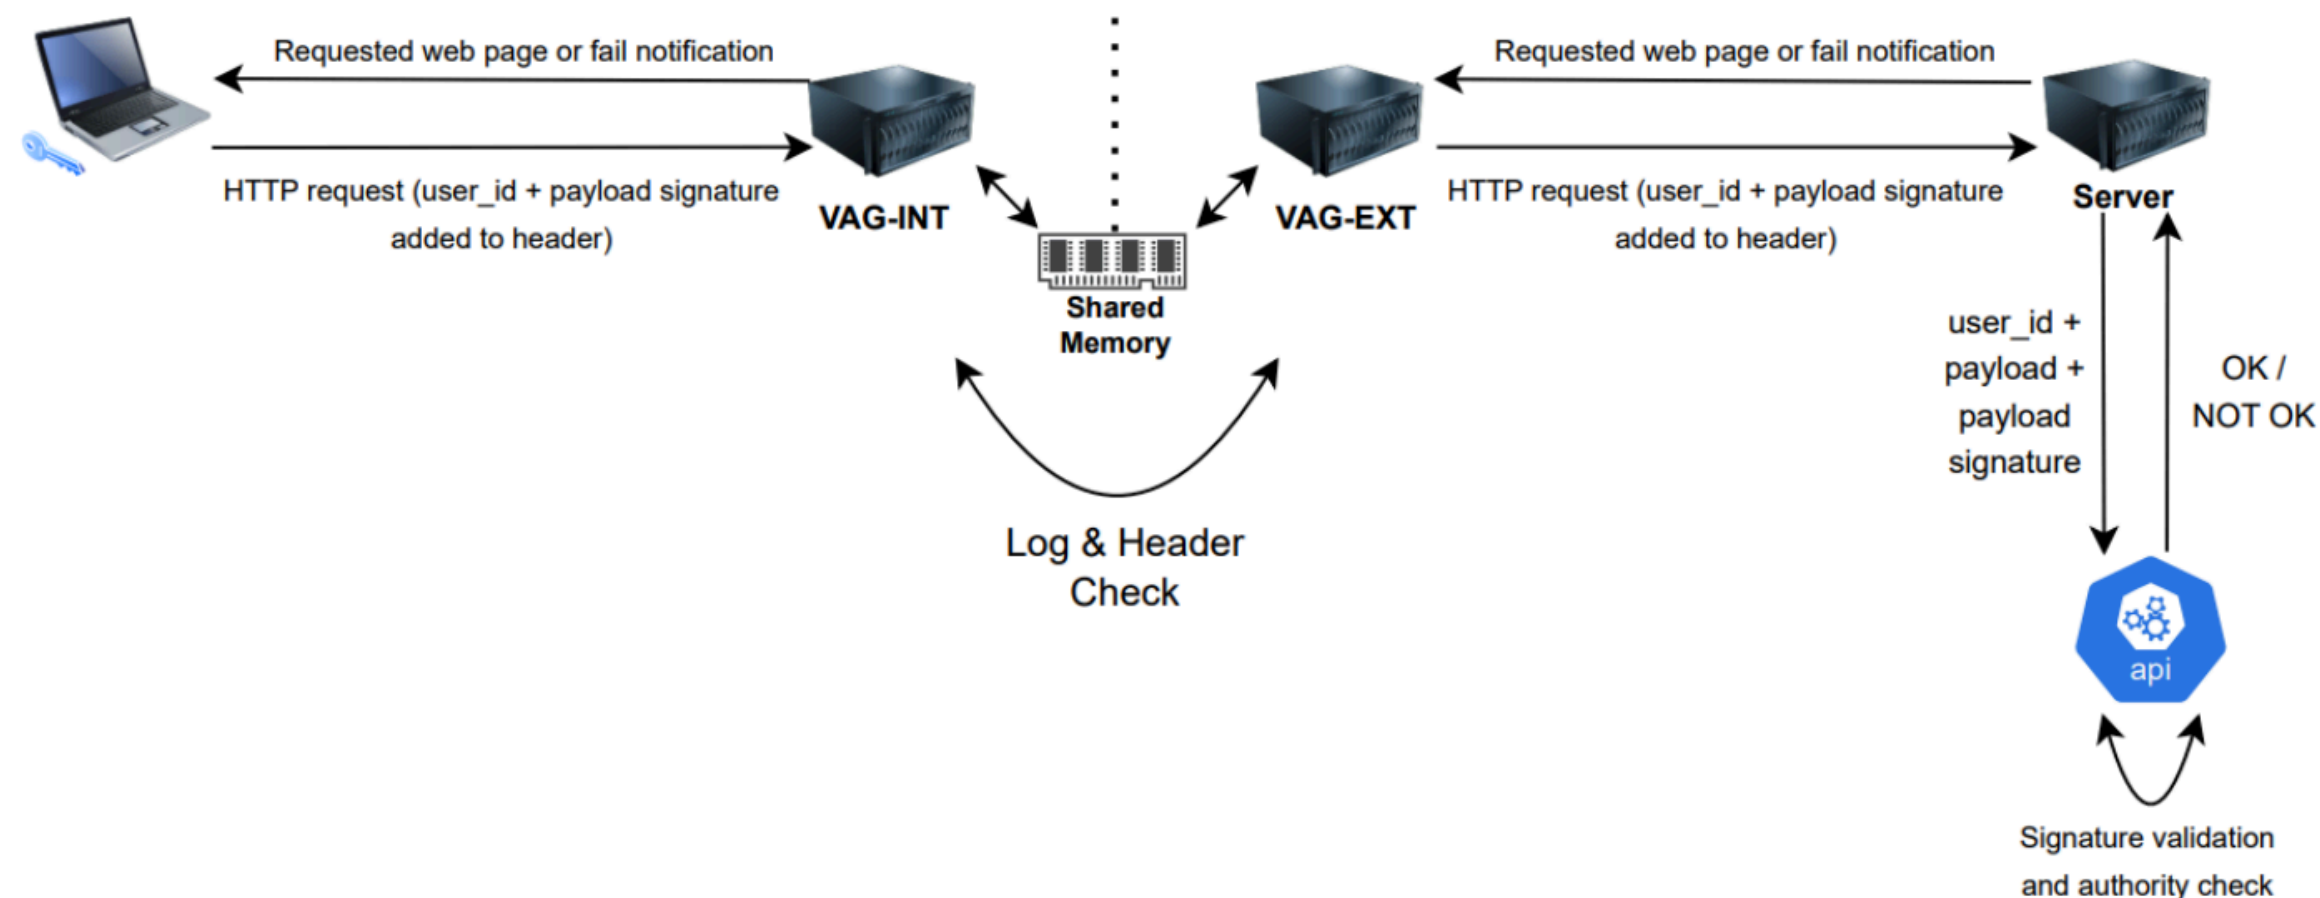 Requested web page or fail notification
HTTP request (user_id + payload signature
added to header)
VAG-INT
Shared
Memory
VAG-EXT
Requested web page or fail notification
HTTP request (user_id + payload signature
added to header)
Server
Log & Header
Check
user_id +
payload +
payload
signature
OK /
NOT OK
api
Signature validation
and authority check